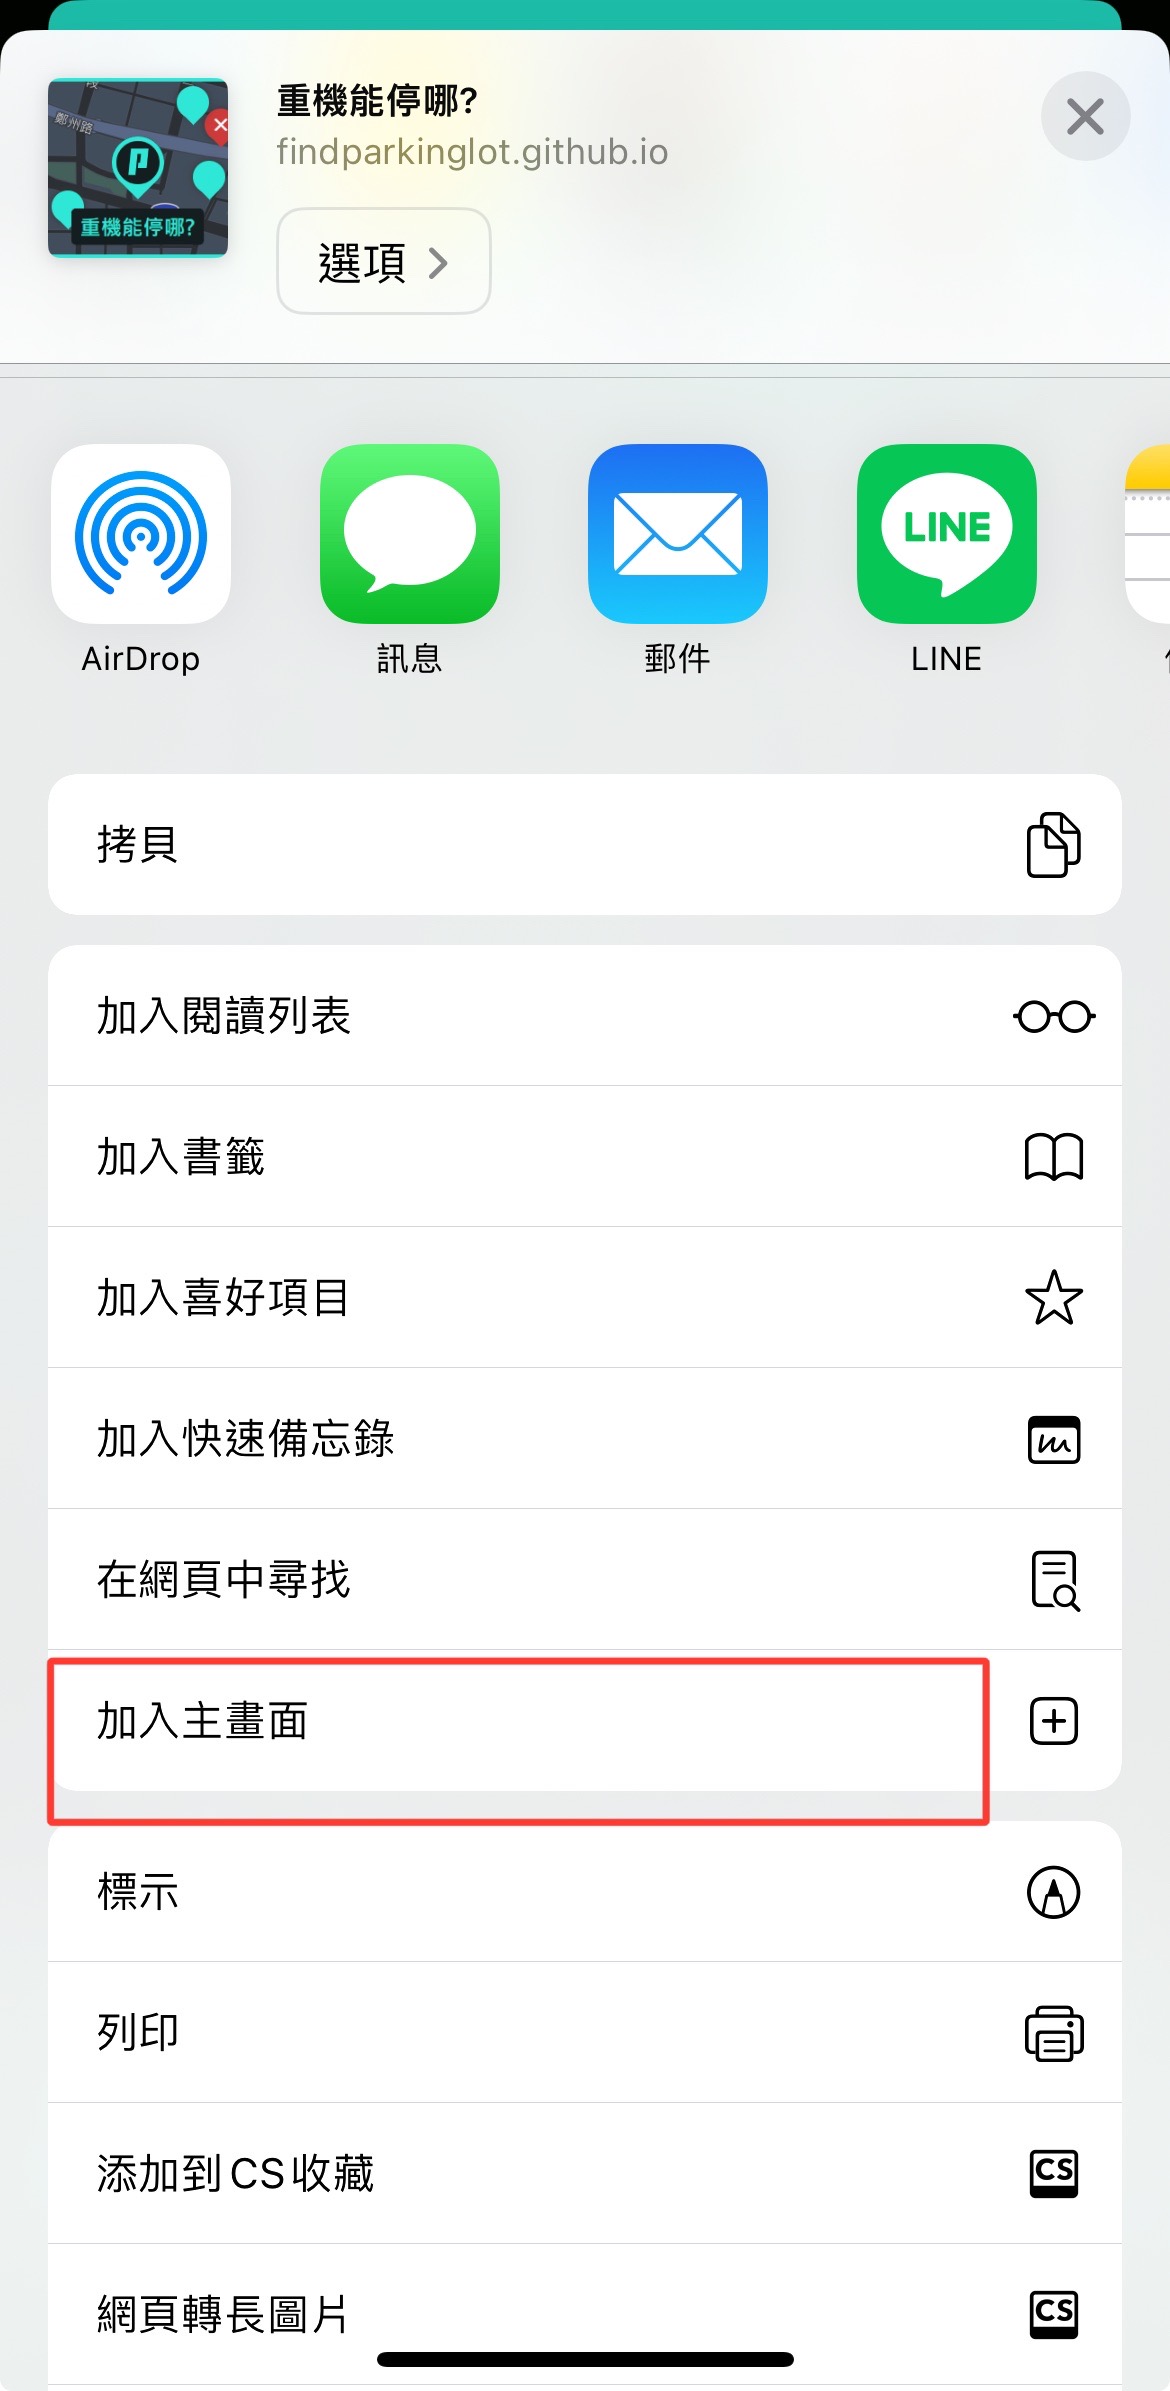 段
鄭州路
重機能停哪?
重機能停哪?
findparkinglot.github.io
選項
LINE
AirDrop
訊息
郵件
LINE
拷貝
加入閱讀列表
加入書籤
加入喜好項目
加入快速備忘錄
在網頁中尋找
加入主畫面
標示
列印
添加到CS收藏
CS
網頁轉長圖片
CS